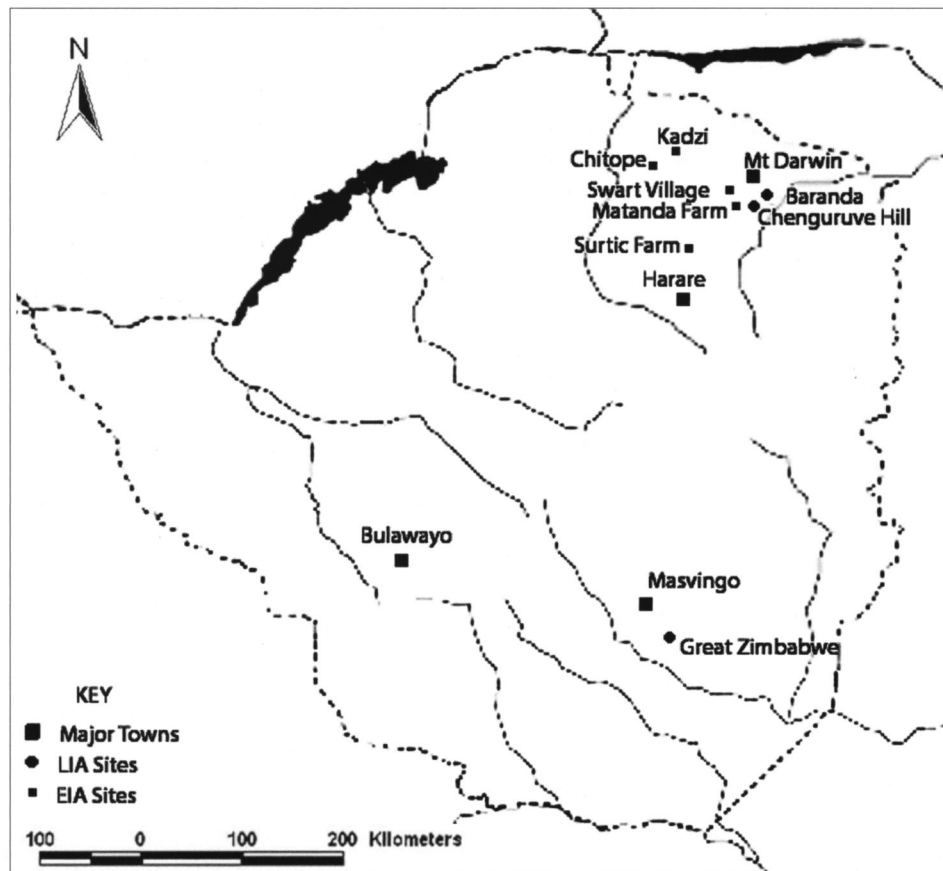 N
Kadzi
Chitope
Mt Darwin
Swart Village
Baranda
Matanda Farm
Chenguruve Hill
Surtic Farm
Harare
Bulawayo
Masvingo
Great Zimbabwe
KEY
Major Towns
LIA Sites
EIA Sites
100 0 100 200 Kilometers